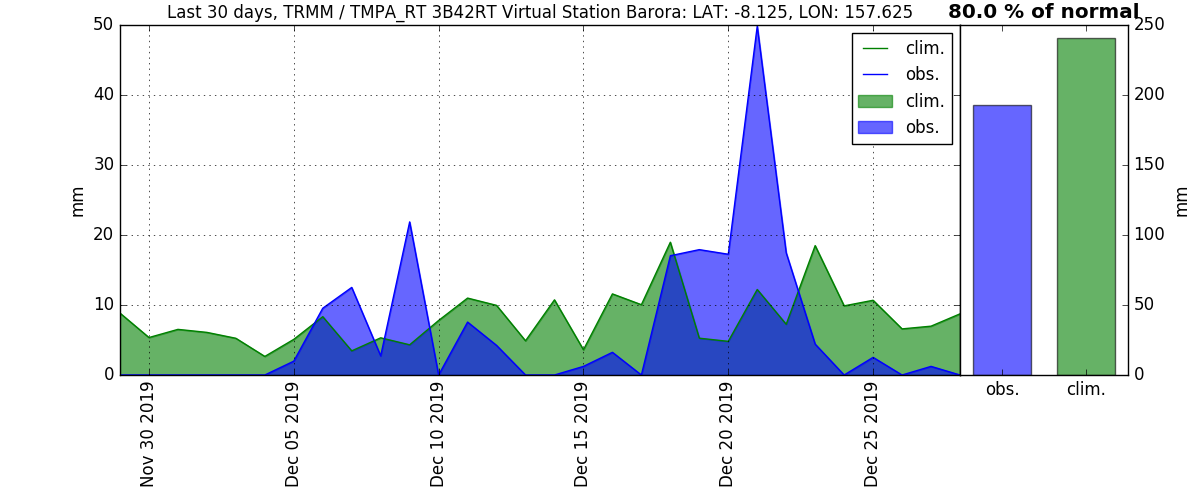 Last 30 days, TRMM / TMPA_RT 3B42RT Virtual Station Barora: LAT: -8.125, LON: 157.625
80.0 % of normal
50
40
30
20
10
0
mm
clim.
obs.
clim.
obs.
250
200
150
100
50
0
mm
Nov 30 2019
Dec 05 2019
Dec 10 2019
Dec 15 2019
Dec 20 2019
Dec 25 2019
obs.
clim.